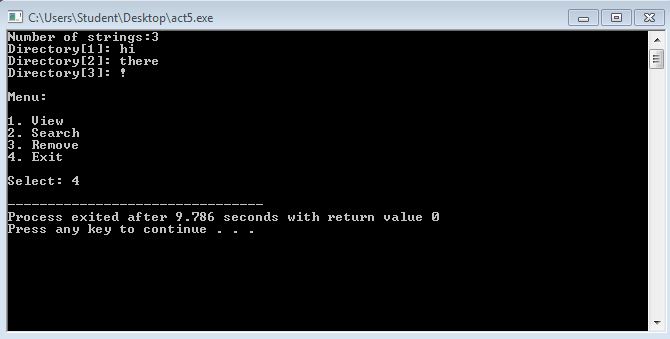 C:\Users\Student\Desktop\act5.exe
Number of strings:3
Directory[1]: hi
Directory[2]: there
Directory[3]: !
Menu:
1. View
2. Search
3. Remove
4. Exit
Select: 4
--------------------------------
Process exited after 9.786 seconds with return value 0
Press any key to continue . . .